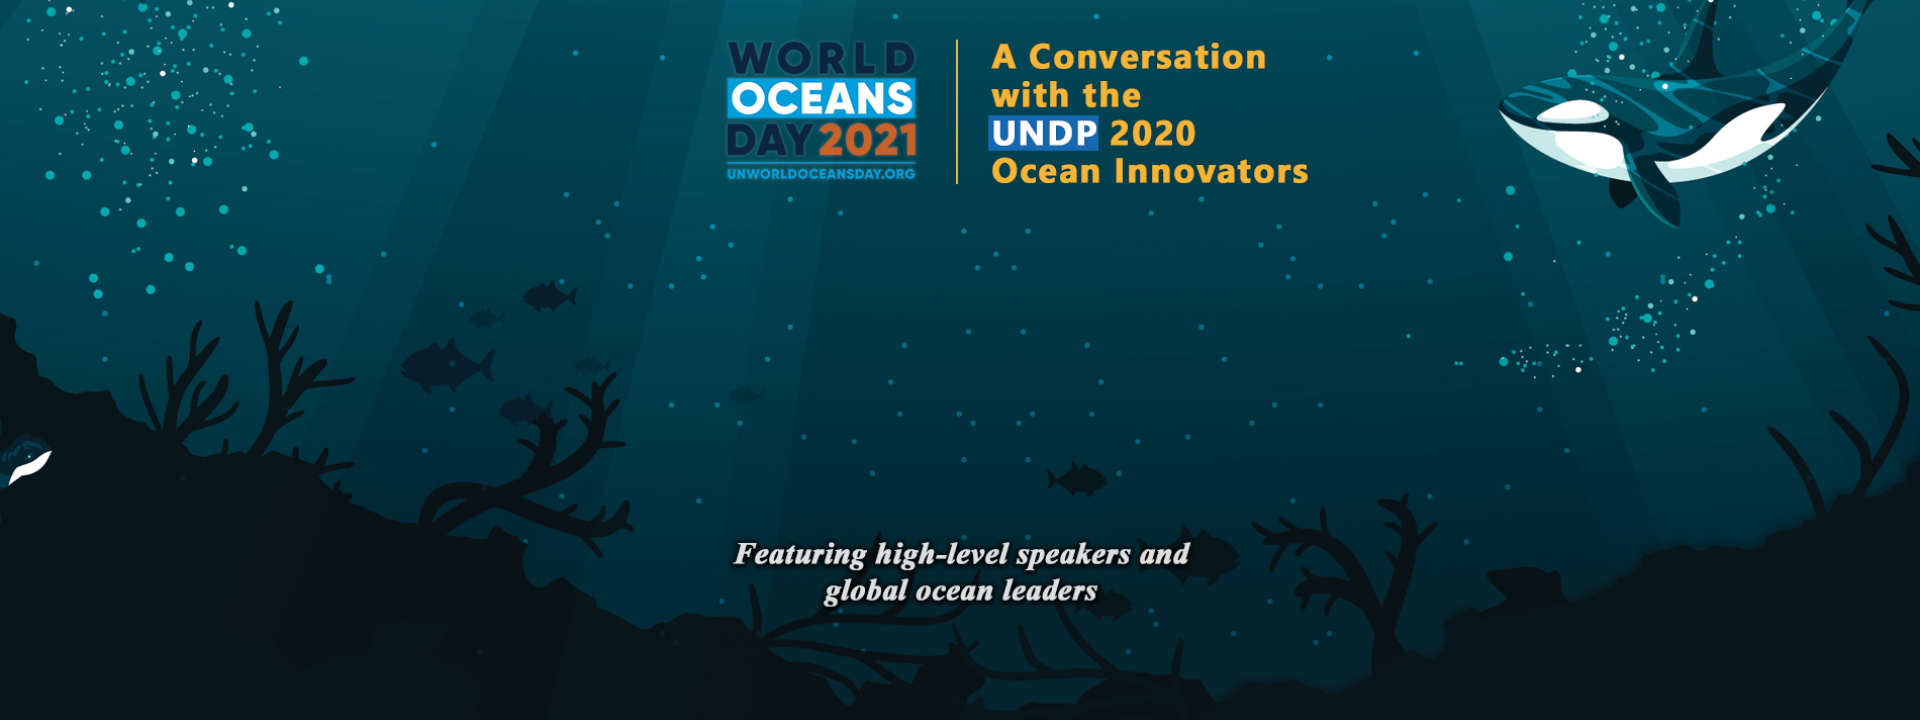 WORLD
OCEANS
DAY 2021
UNWORLDOCEANSDAY.ORG
A Conversation
with the
UNDP 2020
Ocean Innovators
Featuring high-level speakers and
global ocean leaders